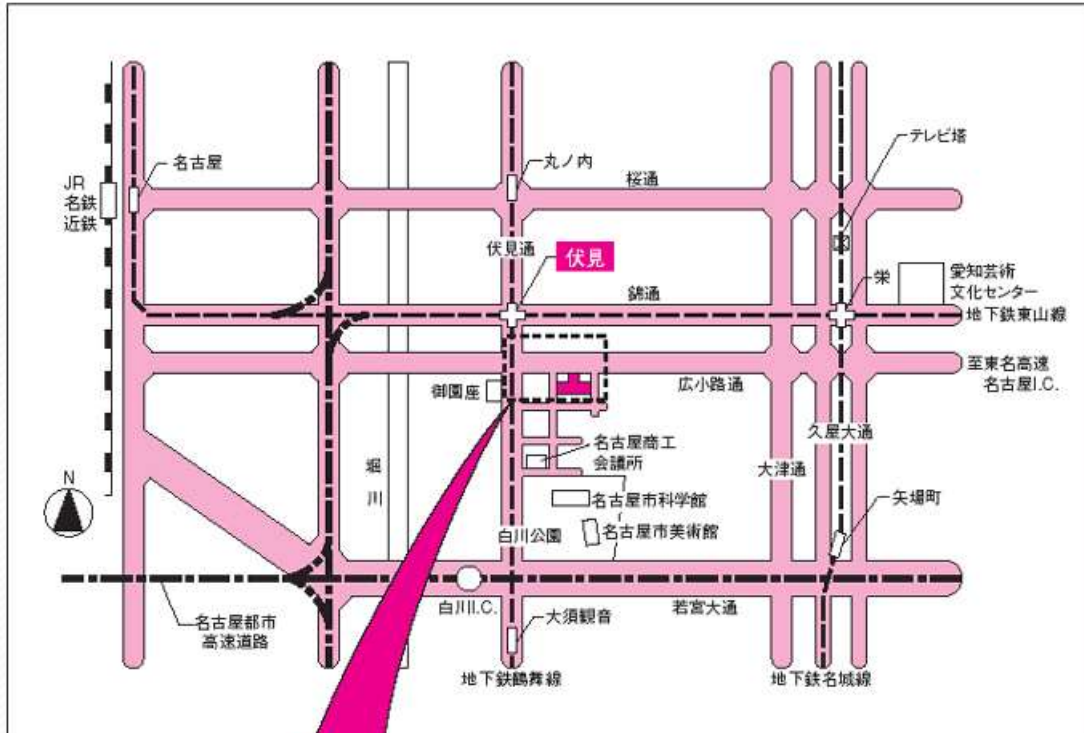 テレビ塔
名古屋
丸ノ内
JR
名鉄
近鉄
桜通
伏見通
伏見
栄
愛知芸術
文化センター
錦通
地下鉄東山線
至東名高速
名古屋I.C.
広小路通
御園座
久屋大通
名古屋商工
会議所
大津通
堀
川
N
名古屋市科学館
矢場町
白川公園
名古屋市美術館
白川I.C.
若宮大通
名古屋都市
高速道路
大須観音
地下鉄鶴舞線
地下鉄名城線